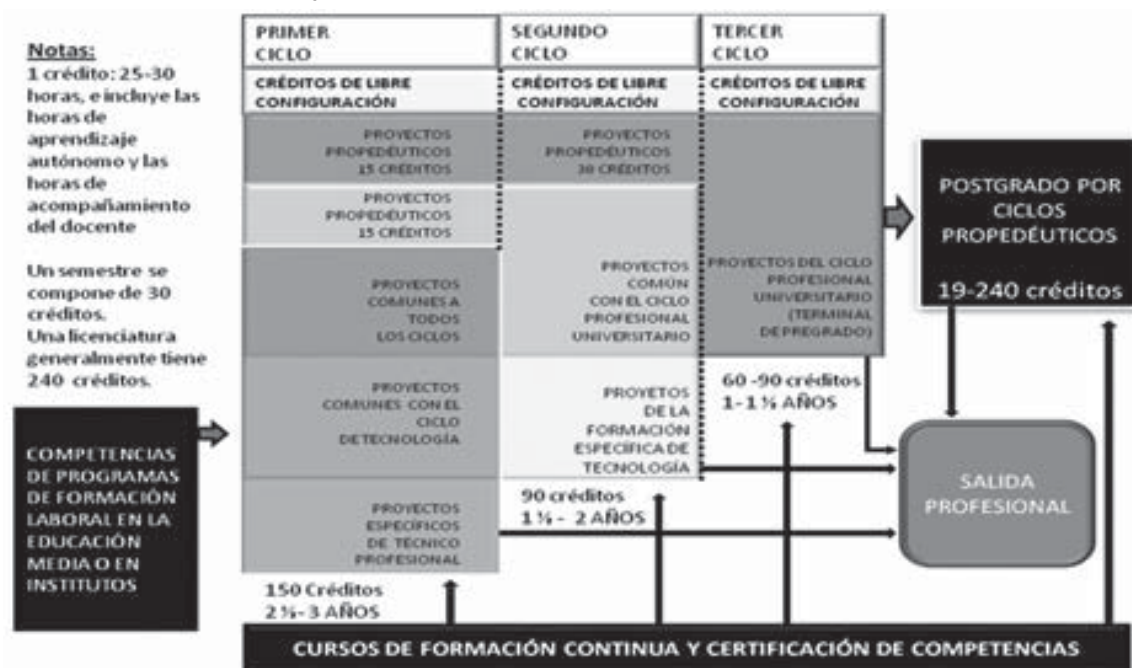 Notas:
1 crédito: 25-30
horas, e incluye las
horas de
aprendizaje
autónomo y las
horas de
acompañamiento
del docente
Un semestre se
compone de 30
créditos.
Una licenciatura
generalmente tiene
240 créditos.
COMPETENCIAS
DE PROGRAMAS
DE FORMACIÓN
LABORAL EN LA
EDUCACIÓN
MEDIA O EN
INSTITUTOS
PRIMER
CICLO
CRÉDITOS DE LIBRE
CONFIGURACIÓN
PROYECTOS
PROPEDÉUTICOS
15 CRÉDITOS
PROYECTOS
PROPEDÉUTICOS
15 CRÉDITOS
PROYECTOS
COMUNES A
TODOS
LOS CICLOS
PROYECTOS
COMUNES CON EL
CICLO
DE TECNOLOGÍA
PROYECTOS
ESPECÍFICOS
DE TÉCNICO
PROFESIONAL
150 Créditos
2 ½- 3 AÑOS
SEGUNDO
CICLO
CRÉDITOS DE LIBRE
CONFIGURACIÓN
PROYECTOS
PROPEDÉUTICOS
30 CRÉDITOS
PROYECTOS
COMÚN
CON EL CICLO
PROFESIONAL
UNIVERSITARIO
PROYETOS
DE LA
FORMACIÓN
ESPECÍFICA DE
TECNOLOGÍA
90 créditos
1 ½ - 2 AÑOS
TERCER
CICLO
CRÉDITOS DE LIBRE
CONFIGURACIÓN
PROYECTOS DEL CICLO
PROFESIONAL
UNIVERSITARIO
(TERMINAL
DE PREGRADO)
60 -90 créditos
1- 1 ½ AÑOS
POSTGRADO POR
CICLOS
PROPEDÉUTICOS
19-240 créditos
SALIDA
PROFESIONAL
CURSOS DE FORMACIÓN CONTINUA Y CERTIFICACIÓN DE COMPETENCIAS